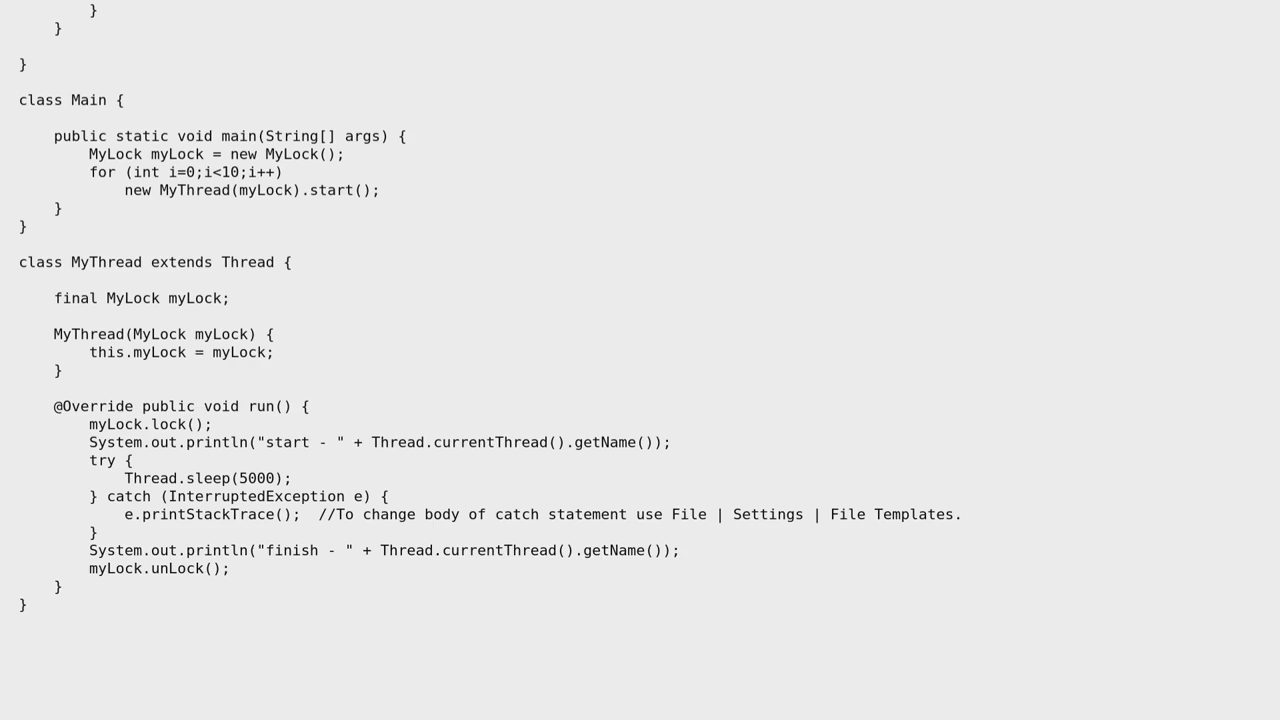 }
    }

}

class Main {

    public static void main(String[] args) {
        MyLock myLock = new MyLock();
        for (int i=0;i<10;i++)
            new MyThread(myLock).start();
    }
}

class MyThread extends Thread {

    final MyLock myLock;

    MyThread(MyLock myLock) {
        this.myLock = myLock;
    }

    @Override public void run() {
        myLock.lock();
        System.out.println("start - " + Thread.currentThread().getName());
        try {
            Thread.sleep(5000);
        } catch (InterruptedException e) {
            e.printStackTrace();  //To change body of catch statement use File | Settings | File Templates.
        }
        System.out.println("finish - " + Thread.currentThread().getName());
        myLock.unLock();
    }
}